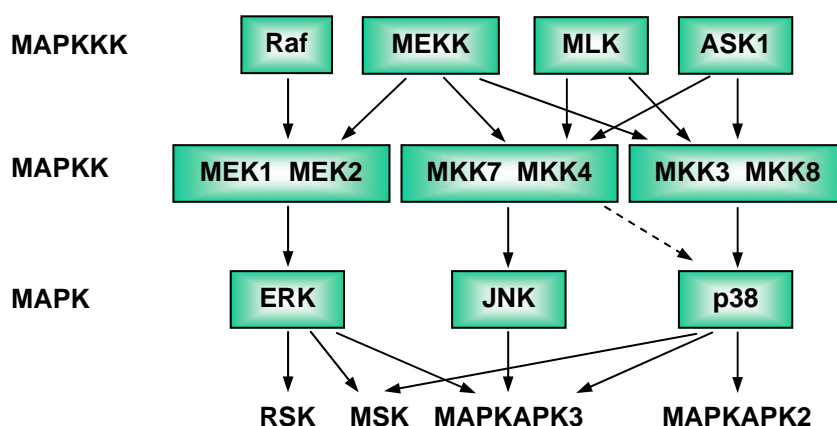 MAPKKK Raf MEKK MLK ASK1
MAPKK MEK1 MEK2 MKK7 MKK4 MKK3 MKK8
MAPK ERK JNK p38
RSK MSK MAPKAPK3 MAPKAPK2